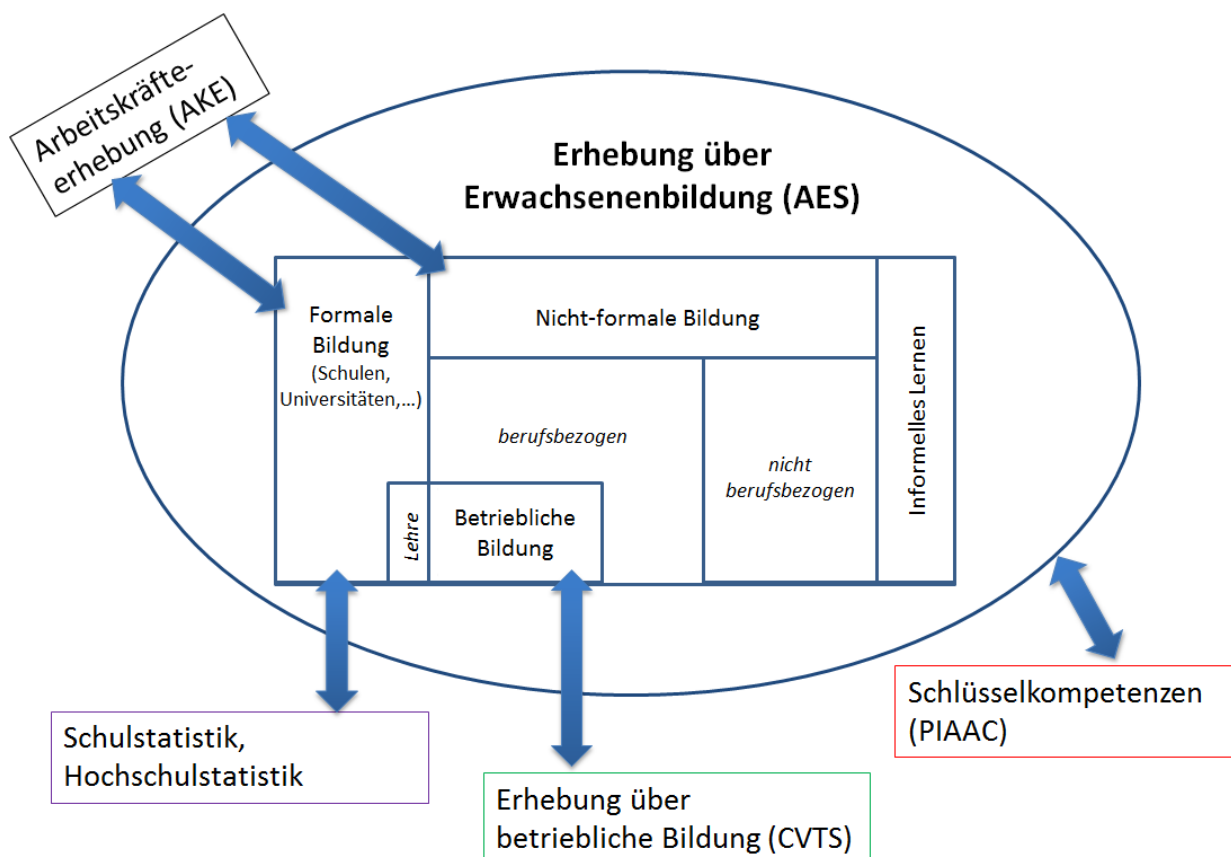 Arbeitskräfte-
erhebung (AKE)
Erhebung über
Erwachsenenbildung (AES)
Formale
Bildung
(Schulen,
Universitäten,...)
Nicht-formale Bildung
berufsbezogen
nicht
berufsbezogen
Informelles Lernen
Lehre
Betriebliche
Bildung
Schulstatistik,
Hochschulstatistik
Erhebung über
betriebliche Bildung (CVTS)
Schlüsselkompetenzen
(PIAAC)